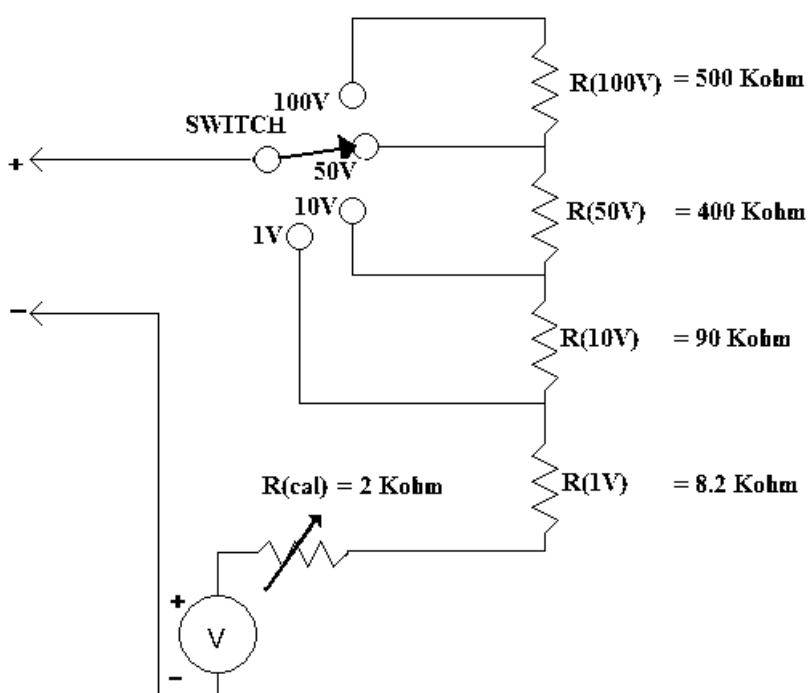 100V
R(100V) = 500 Kohm
SWITCH
+
50V
10V
R(50V) = 400 Kohm
1V
−
R(10V) = 90 Kohm
R(cal) = 2 Kohm
R(1V) = 8.2 Kohm
+
V
−